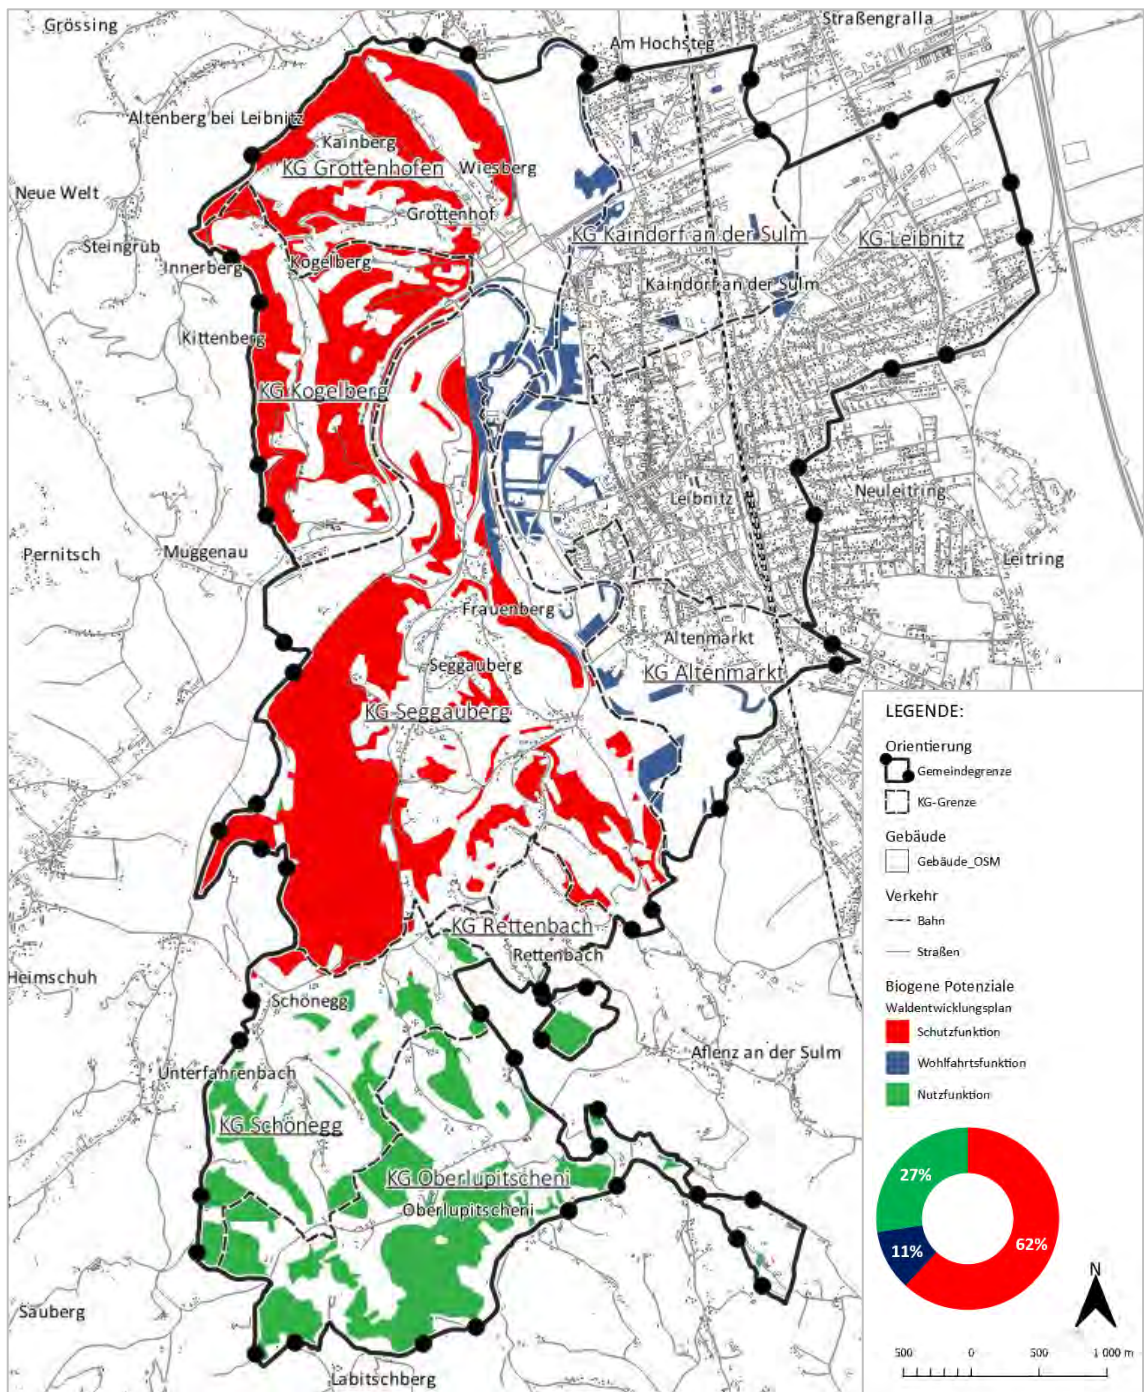 Grössing
Straßengralla
Am Hochsteg
Altenberg bei Leibnitz
Kainberg
KG Grottenhofen
Wiesberg
Neue Welt
Grottenhof
Steingrub
KG Kaindorf an der Sulm
KG Leibnitz
Innerberg
Kogelberg
Kaindorf an der Sulm
Kittenberg
KG Kogelberg
Leibnitz
Neuleitring
Pernitsch
Muggenau
Leitring
Frauenberg
Altenmarkt
Seggauberg
KG Altenmarkt
KG Seggauberg
KG Rettenbach
Rettenbach
Heimschuh
Schönegg
Aflenz an der Sulm
Unterfahrenbach
KG Schönegg
KG Oberlupitscheni
Oberlupitscheni
Sauberg
Labitschberg
LEGENDE:
Orientierung
Gemeindegrenze
KG-Grenze
Gebäude
Gebäude_OSM
Verkehr
Bahn
Straßen
Biogene Potenziale
Waldentwicklungsplan
Schutzfunktion
Wohlfahrtsfunktion
Nutzfunktion
27%
11%
62%
N
500 0 500 1 000 m